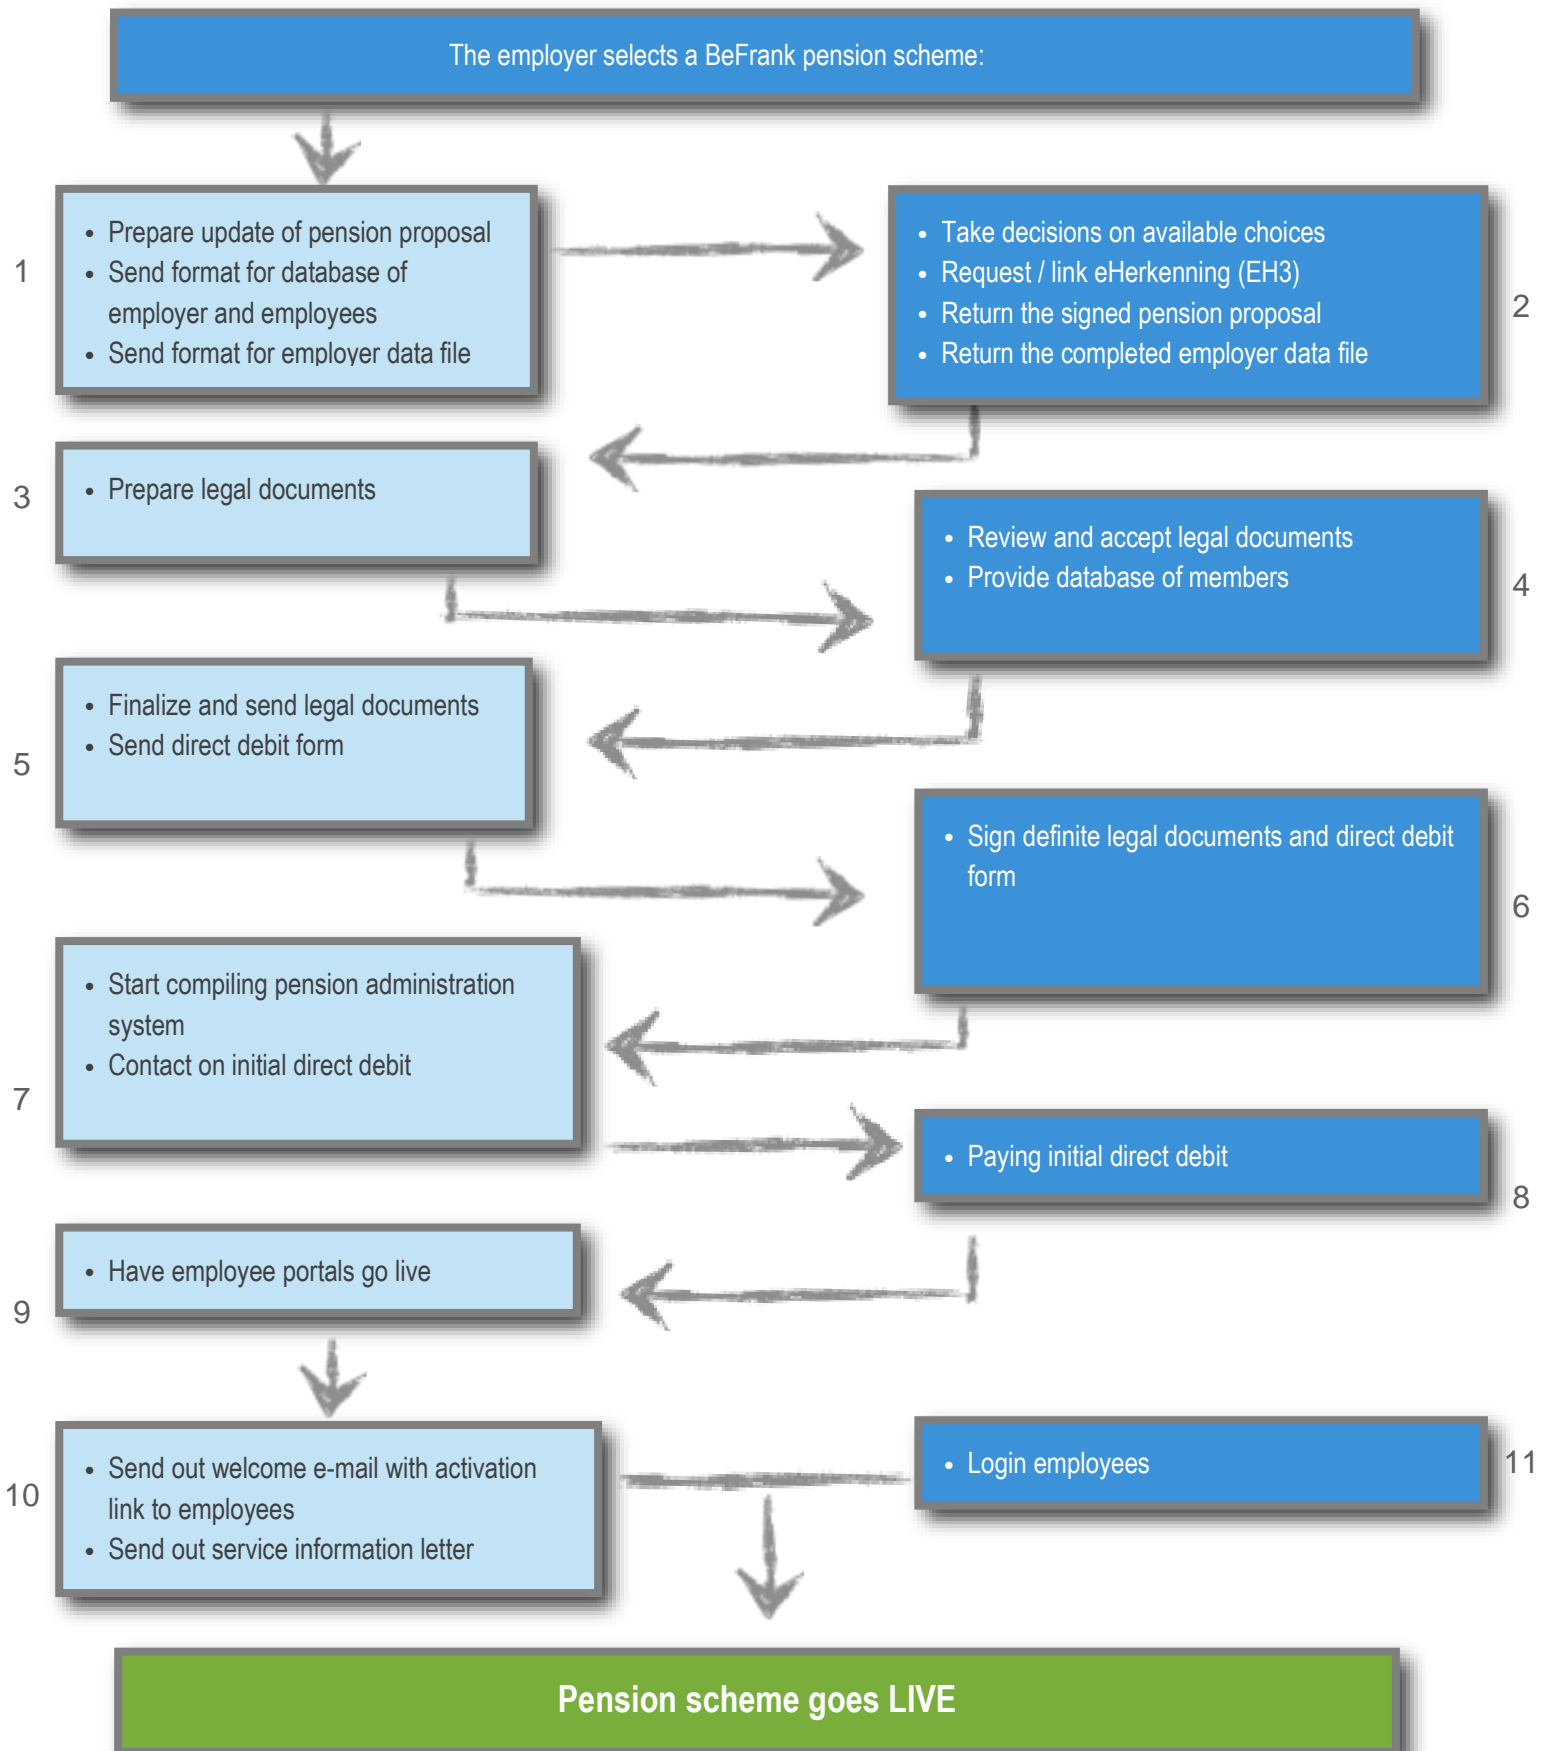 The employer selects a BeFrank pension scheme:
1
• Prepare update of pension proposal
• Send format for database of
employer and employees
• Send format for employer data file
• Take decisions on available choices
• Request / link eHerkenning (EH3)
• Return the signed pension proposal
• Return the completed employer data file
2
3
• Prepare legal documents
• Review and accept legal documents
• Provide database of members
4
5
• Finalize and send legal documents
• Send direct debit form
• Sign definite legal documents and direct debit
form
6
7
• Start compiling pension administration
system
• Contact on initial direct debit
• Paying initial direct debit
8
9
• Have employee portals go live
10
• Send out welcome e-mail with activation
link to employees
• Send out service information letter
• Login employees
11
Pension scheme goes LIVE